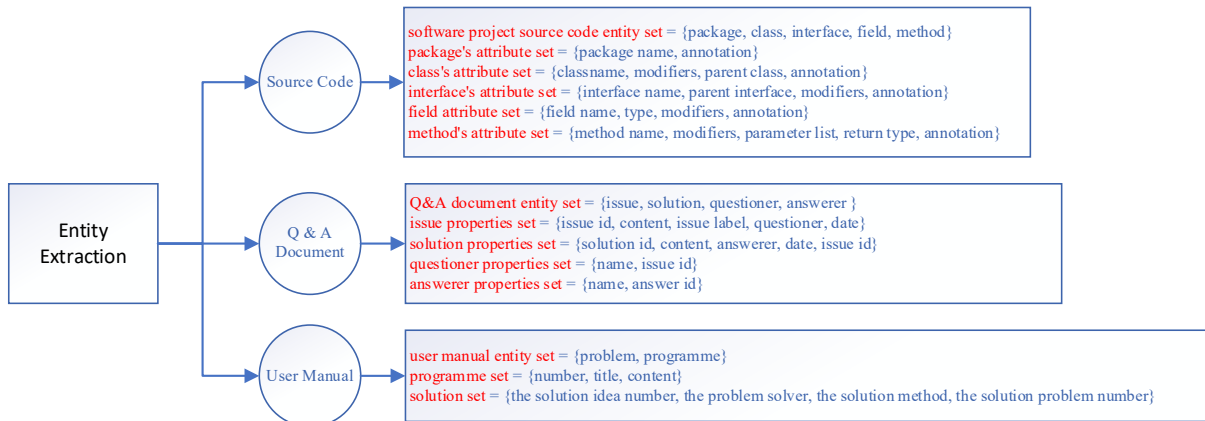 Entity
Extraction
Source Code
software project source code entity set = {package, class, interface, field, method}
package's attribute set = {package name, annotation}
class's attribute set = {classname, modifiers, parent class, annotation}
interface's attribute set = {interface name, parent interface, modifiers, annotation}
field attribute set = {field name, type, modifiers, annotation}
method's attribute set = {method name, modifiers, parameter list, return type, annotation}
Q & A
Document
Q&A document entity set = {issue, solution, questioner, answerer }
issue properties set = {issue id, content, issue label, questioner, date}
solution properties set = {solution id, content, answerer, date, issue id}
questioner properties set = {name, issue id}
answerer properties set = {name, answer id}
User Manual
user manual entity set = {problem, programme}
programme set = {number, title, content}
solution set = {the solution idea number, the problem solver, the solution method, the solution problem number}